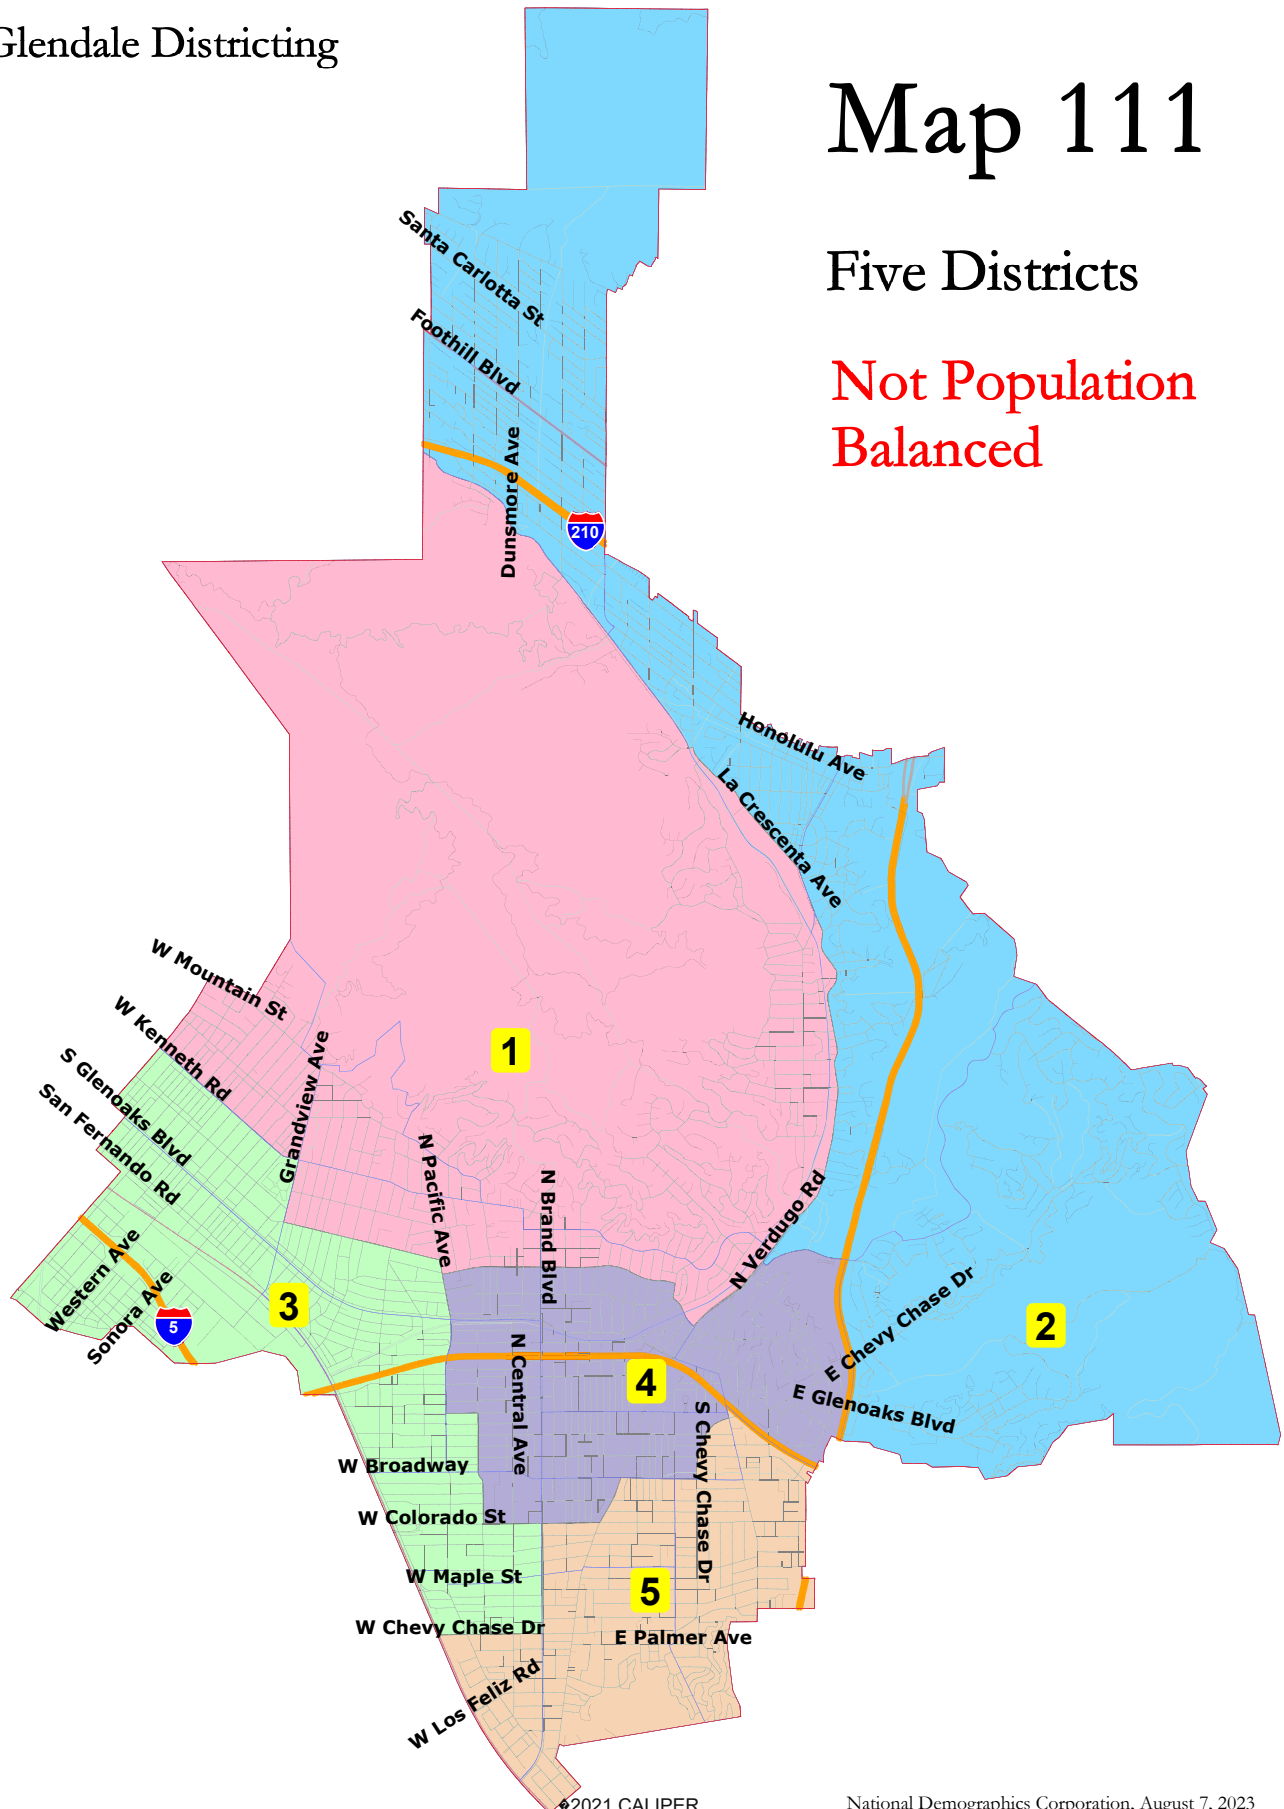 Glendale Districting
Map 111
Five Districts
Not Population
Balanced
Santa Carlotta St
Foothill Blvd
Dunsmore Ave
210
Honolulu Ave
La Crescenta Ave
W Mountain St
W Kenneth Rd
S Glenoaks Blvd
San Fernando Rd
Grandview Ave
1
N Pacific Ave
N Brand Blvd
N Verdugo Rd
Western Ave
Sonora Ave
5
3
E Chevy Chase Dr
2
N Central Ave
4
E Glenoaks Blvd
S Chevy Chase Dr
W Broadway
W Colorado St
W Maple St
5
W Chevy Chase Dr
E Palmer Ave
W Los Feliz Rd
©2021 CALIPER
National Demographics Corporation, August 7, 2023